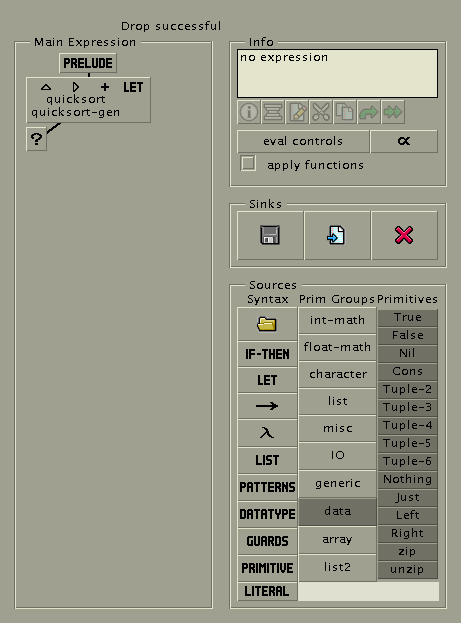 Drop successful
Main Expression
PRELUDE
+ LET
quicksort
quicksort-gen
?
Info
no expression
eval controls
∝
apply functions
Sinks
Sources
Syntax Prim Groups Primitives
IF-THEN
LET
→
λ
LIST
PATTERNS
DATATYPE
GUARDS
PRIMITIVE
LITERAL
int-math
float-math
character
list
misc
IO
generic
data
array
list2
True
False
Nil
Cons
Tuple-2
Tuple-3
Tuple-4
Tuple-5
Tuple-6
Nothing
Just
Left
Right
zip
unzip